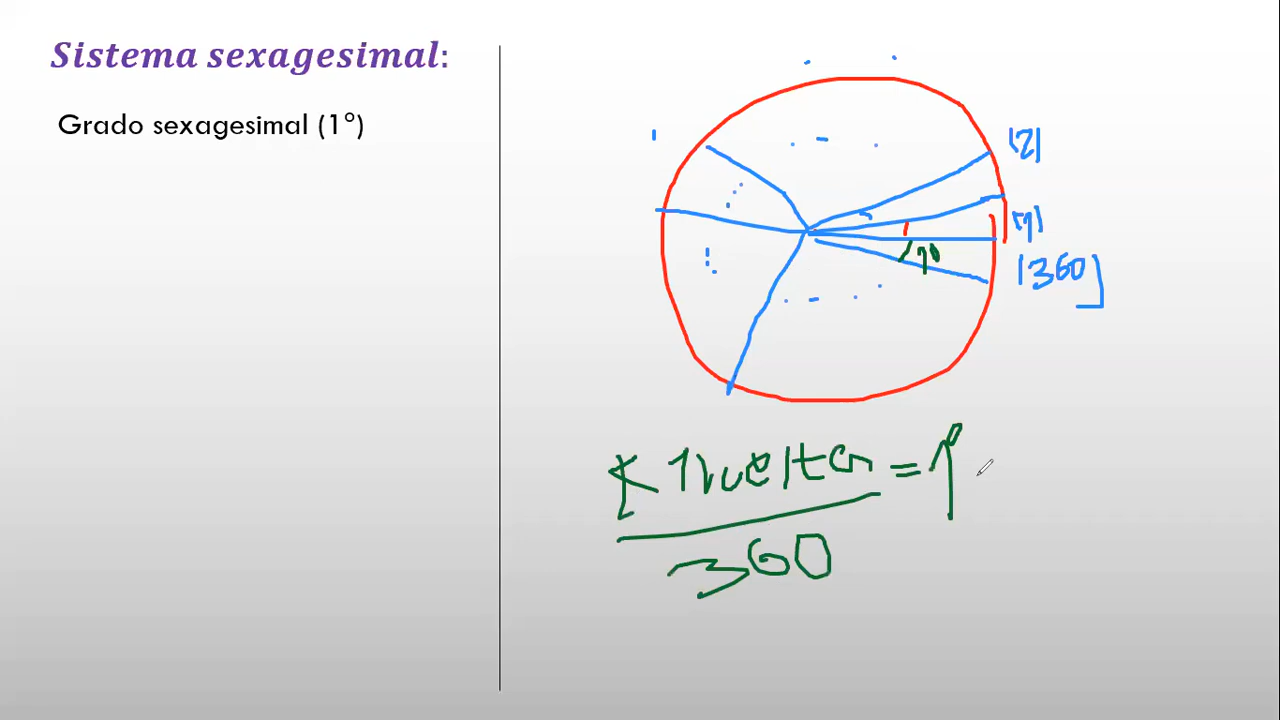 Sistema sexagesimal:
Grado sexagesimal (1°)
[2]
[1]
1°
[360]
∡ 1 vuelta = 1°
360